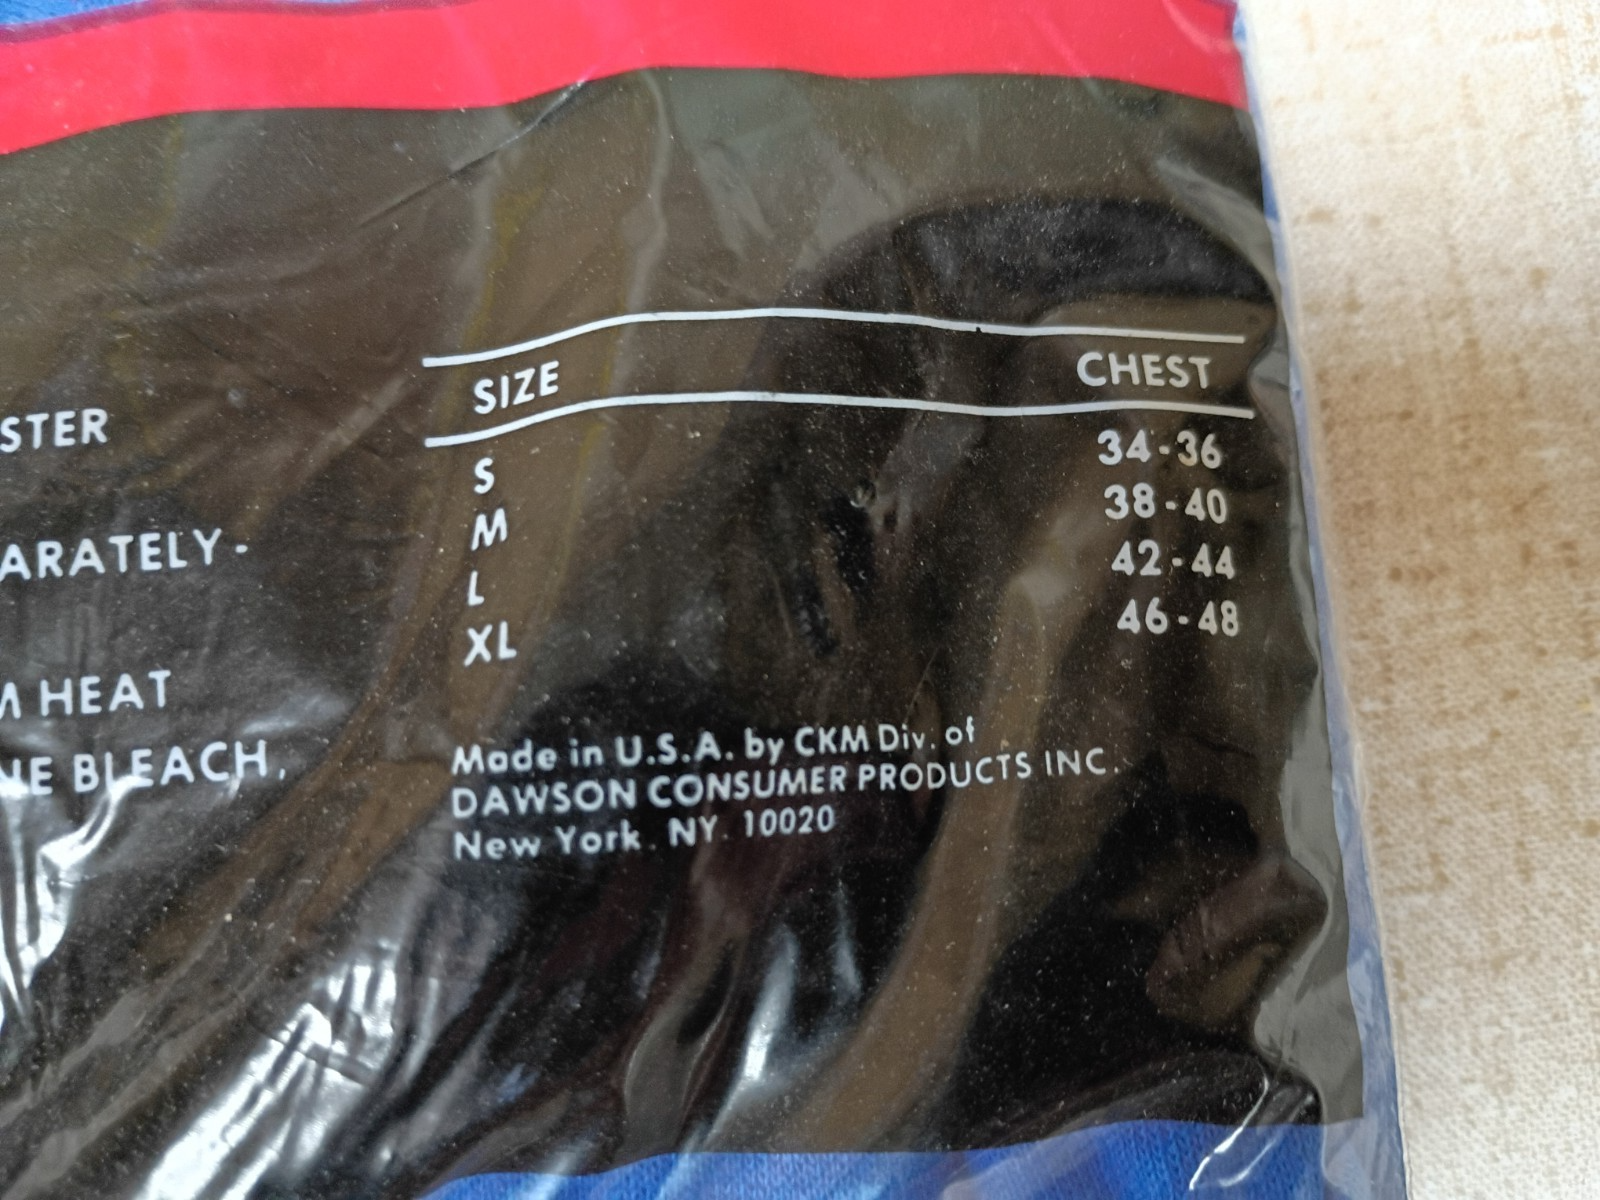 STER
ARATELY-
M HEAT
NE BLEACH,
SIZE CHEST
S 34-36
M 38-40
L 42-44
XL 46-48
Made in U.S.A. by CKM Div. of
DAWSON CONSUMER PRODUCTS INC.
New York, NY. 10020